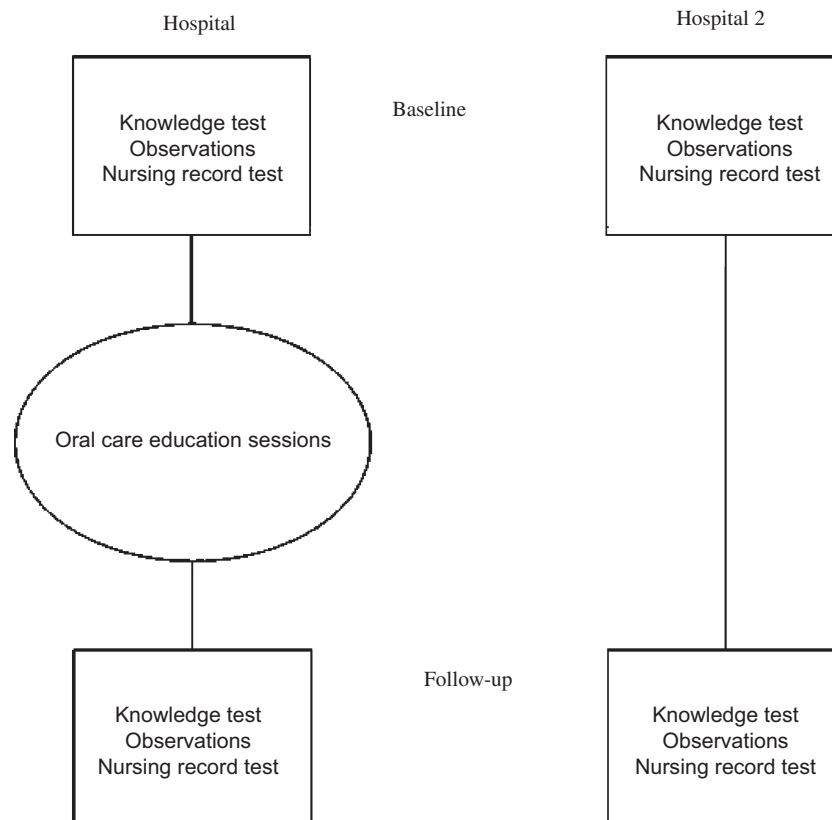 Hospital
Hospital 2
Knowledge test
Observations
Nursing record test
Baseline
Knowledge test
Observations
Nursing record test
Oral care education sessions
Knowledge test
Observations
Nursing record test
Follow-up
Knowledge test
Observations
Nursing record test